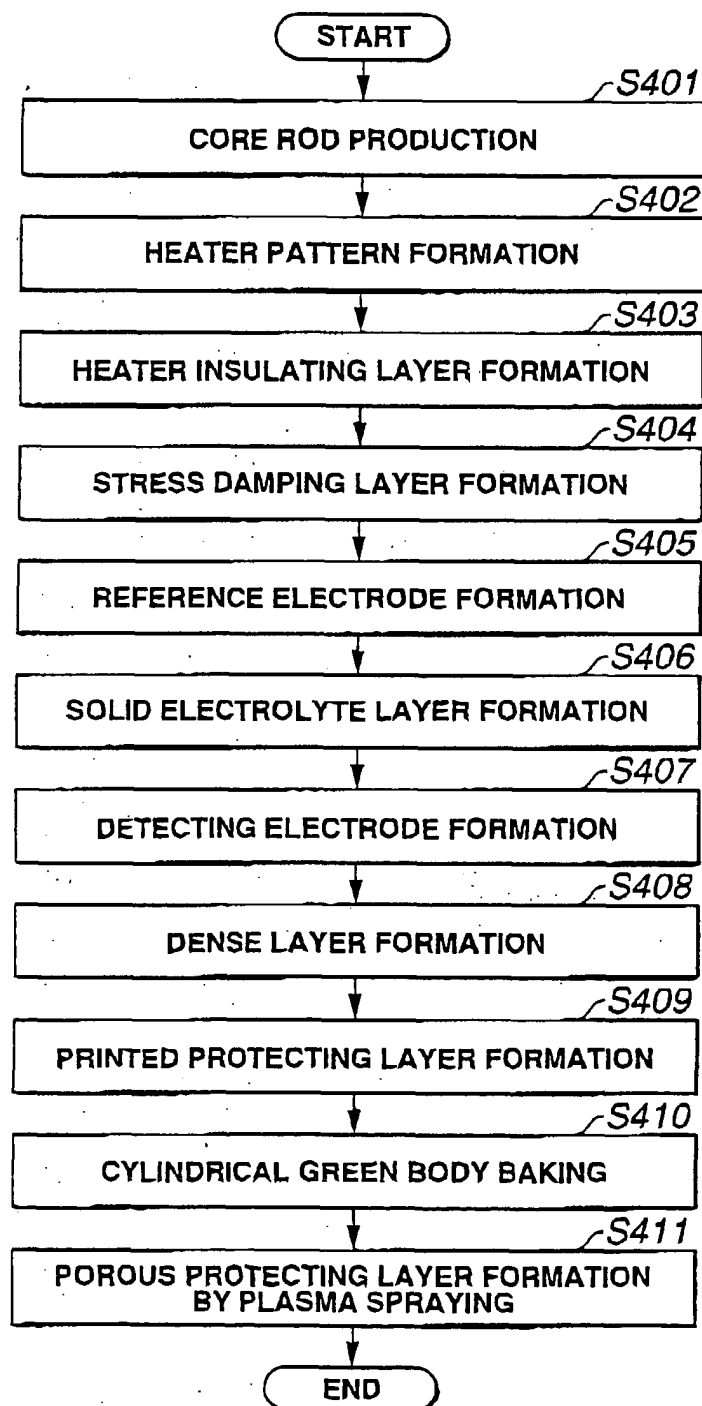 START
S401
CORE ROD PRODUCTION
S402
HEATER PATTERN FORMATION
S403
HEATER INSULATING LAYER FORMATION
S404
STRESS DAMPING LAYER FORMATION
S405
REFERENCE ELECTRODE FORMATION
S406
SOLID ELECTROLYTE LAYER FORMATION
S407
DETECTING ELECTRODE FORMATION
S408
DENSE LAYER FORMATION
S409
PRINTED PROTECTING LAYER FORMATION
S410
CYLINDRICAL GREEN BODY BAKING
S411
POROUS PROTECTING LAYER FORMATION
BY PLASMA SPRAYING
END